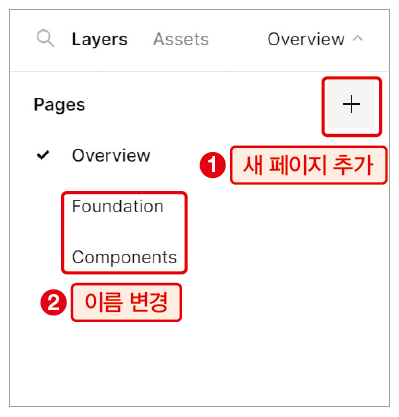 Layers Assets Overview
Pages
Overview
1 새 페이지 추가
Foundation
Components
2 이름 변경